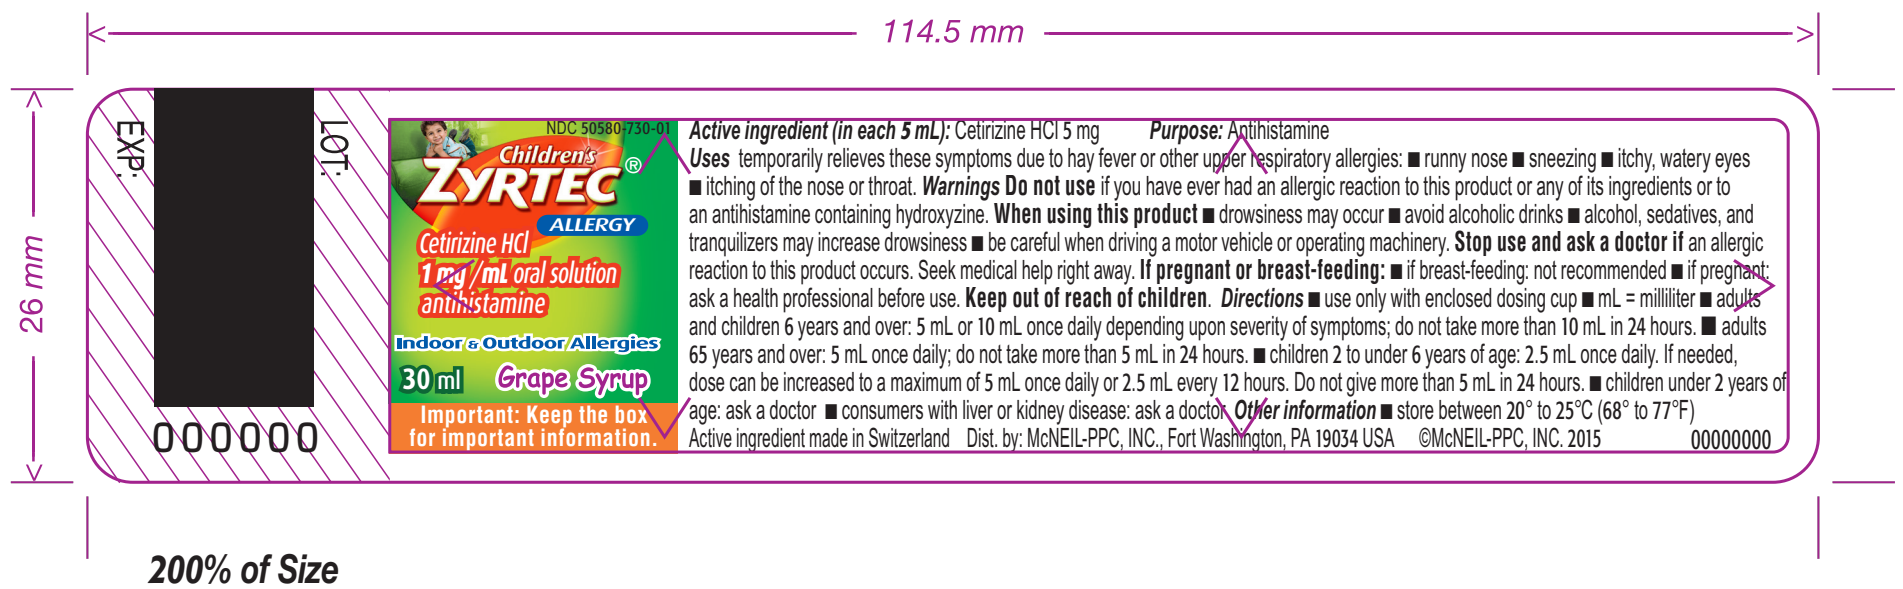 114.5 mm
26 mm
EXP:
LOT:
000000
NDC 50580-730-01
Children's
ZYRTEC®
ALLERGY
Cetirizine HCl
1 mg/mL oral solution
antihistamine
Indoor & Outdoor Allergies
30 ml Grape Syrup
Important: Keep the box
for important information.
Active ingredient (in each 5 mL): Cetirizine HCl 5 mg Purpose: Antihistamine
Uses temporarily relieves these symptoms due to hay fever or other upper respiratory allergies: ■ runny nose ■ sneezing ■ itchy, watery eyes
■ itching of the nose or throat. Warnings Do not use if you have ever had an allergic reaction to this product or any of its ingredients or to
an antihistamine containing hydroxyzine. When using this product ■ drowsiness may occur ■ avoid alcoholic drinks ■ alcohol, sedatives, and
tranquilizers may increase drowsiness ■ be careful when driving a motor vehicle or operating machinery. Stop use and ask a doctor if an allergic
reaction to this product occurs. Seek medical help right away. If pregnant or breast-feeding: ■ if breast-feeding: not recommended ■ if pregnant:
ask a health professional before use. Keep out of reach of children. Directions ■ use only with enclosed dosing cup ■ mL = milliliter ■ adults
and children 6 years and over: 5 mL or 10 mL once daily depending upon severity of symptoms; do not take more than 10 mL in 24 hours. ■ adults
65 years and over: 5 mL once daily; do not take more than 5 mL in 24 hours. ■ children 2 to under 6 years of age: 2.5 mL once daily. If needed,
dose can be increased to a maximum of 5 mL once daily or 2.5 mL every 12 hours. Do not give more than 5 mL in 24 hours. ■ children under 2 years of
age: ask a doctor ■ consumers with liver or kidney disease: ask a doctor Other information ■ store between 20° to 25°C (68° to 77°F)
Active ingredient made in Switzerland Dist. by: McNEIL-PPC, INC., Fort Washington, PA 19034 USA ©McNEIL-PPC, INC. 2015 00000000
200% of Size